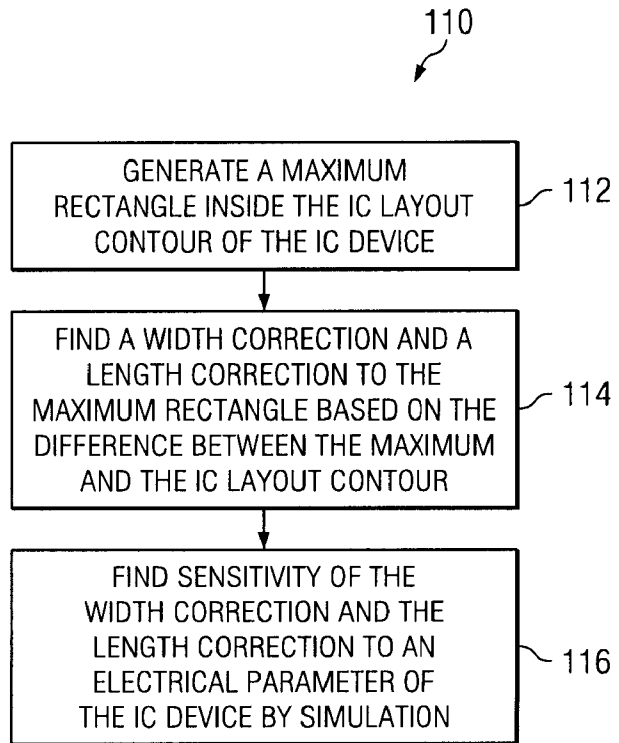 110
GENERATE A MAXIMUM
RECTANGLE INSIDE THE IC LAYOUT
CONTOUR OF THE IC DEVICE
112
FIND A WIDTH CORRECTION AND A
LENGTH CORRECTION TO THE
MAXIMUM RECTANGLE BASED ON THE
DIFFERENCE BETWEEN THE MAXIMUM
AND THE IC LAYOUT CONTOUR
114
FIND SENSITIVITY OF THE
WIDTH CORRECTION AND THE
LENGTH CORRECTION TO AN
ELECTRICAL PARAMETER OF
THE IC DEVICE BY SIMULATION
116